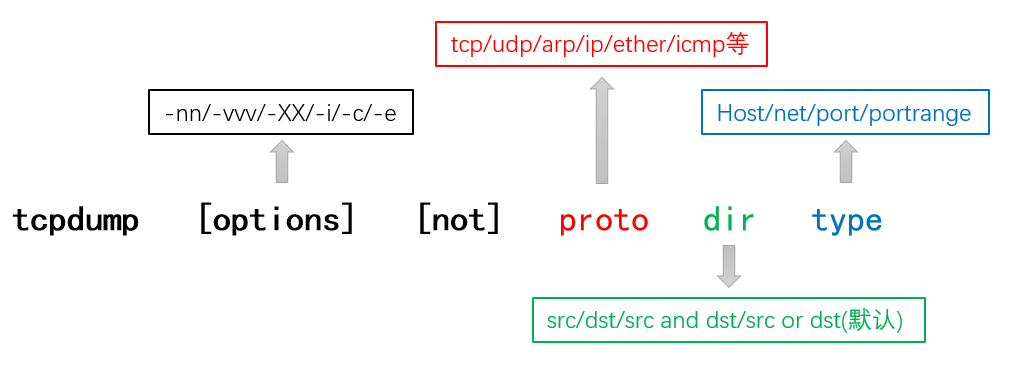 tcp/udp/arp/ip/ether/icmp等
-nn/-vvv/-XX/-i/-c/-e
Host/net/port/portrange
tcpdump [options] [not] proto dir type
src/dst/src and dst/src or dst(默认)